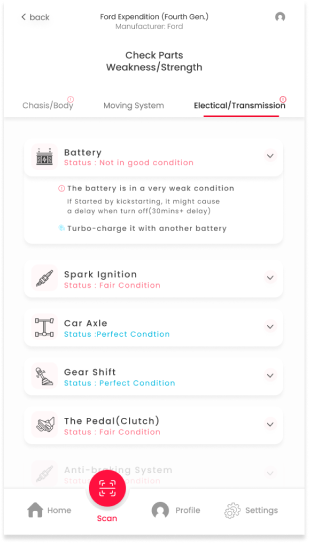 back
Ford Expendition (Fourth Gen.)
Manufacturer: Ford
Check Parts
Weakness/Strength
Chasis/Body
Moving System
Electical/Transmission
Battery
Status : Not in good condition
The battery is in a very weak condition
If Started by kickstarting, it might cause
a delay when turn off(30mins+ delay)
Turbo-charge it with another battery
Spark Ignition
Status : Fair Condition
Car Axle
Status :Perfect Condtion
Gear Shift
Status : Perfect Condition
The Pedal(Clutch)
Status : Fair Condition
Anti-braking System
Status : Fair Condition
Home
Scan
Profile
Settings